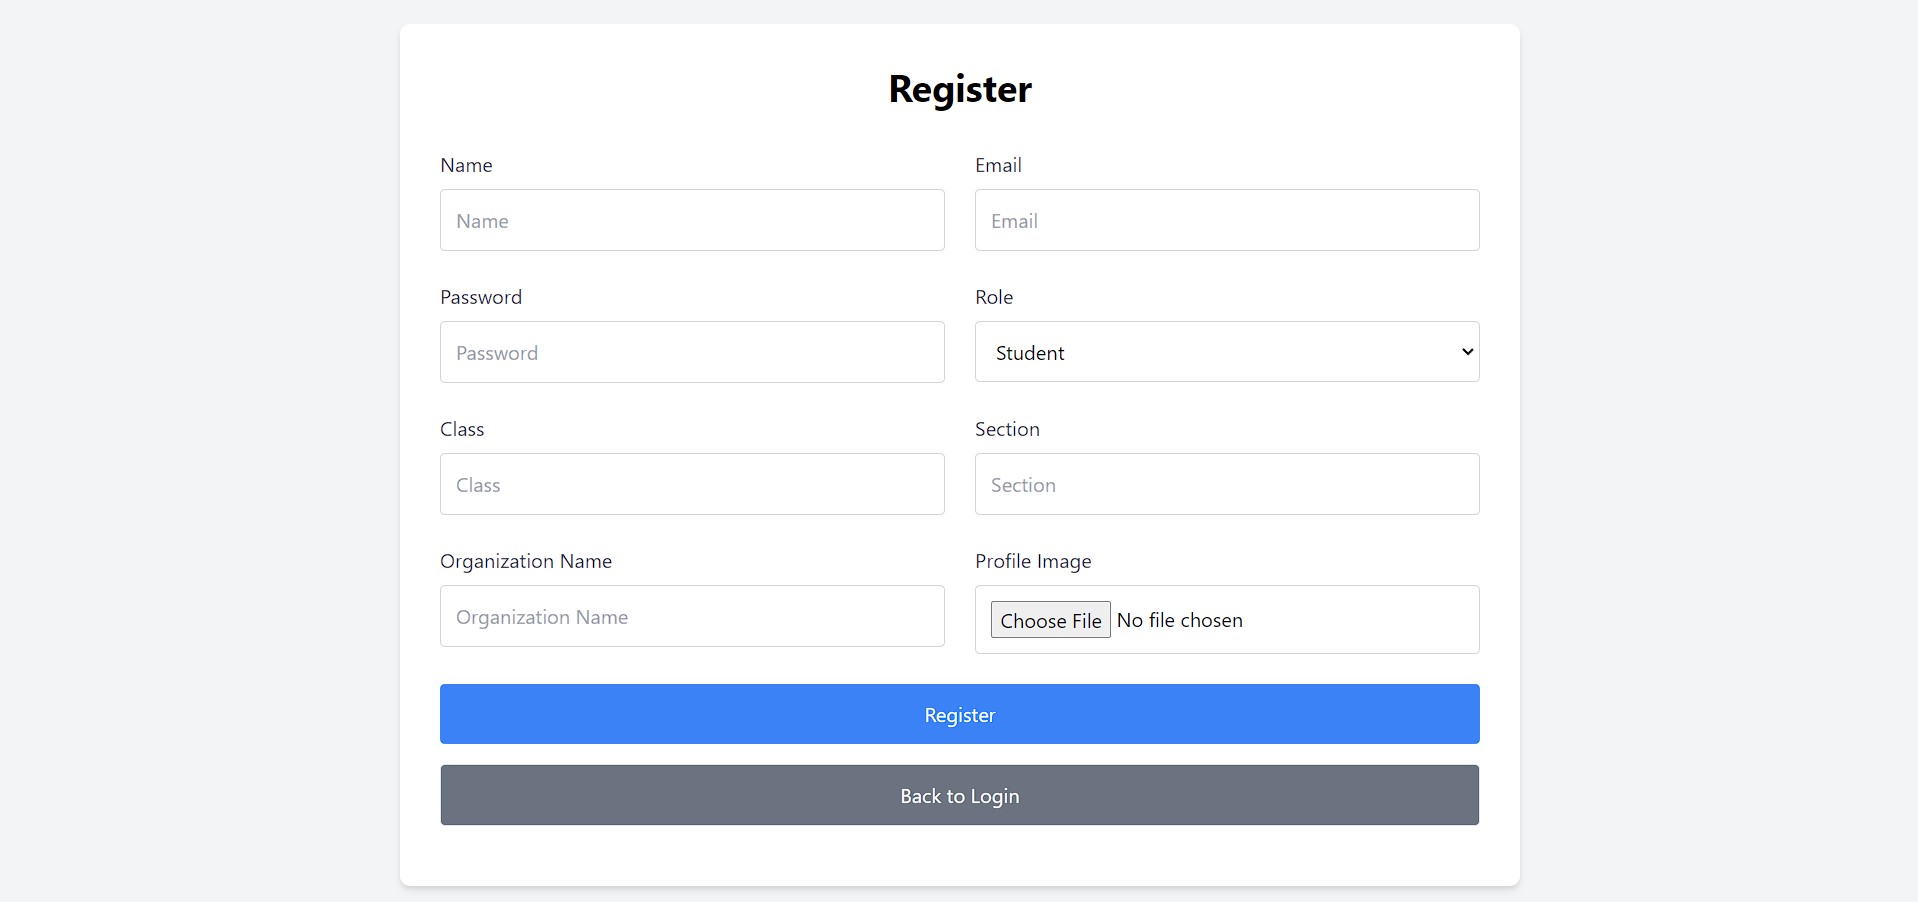 Register
Name Email
Name Email
Password Role
Password Student
Class Section
Class Section
Organization Name Profile Image
Organization Name Choose File No file chosen
Register
Back to Login